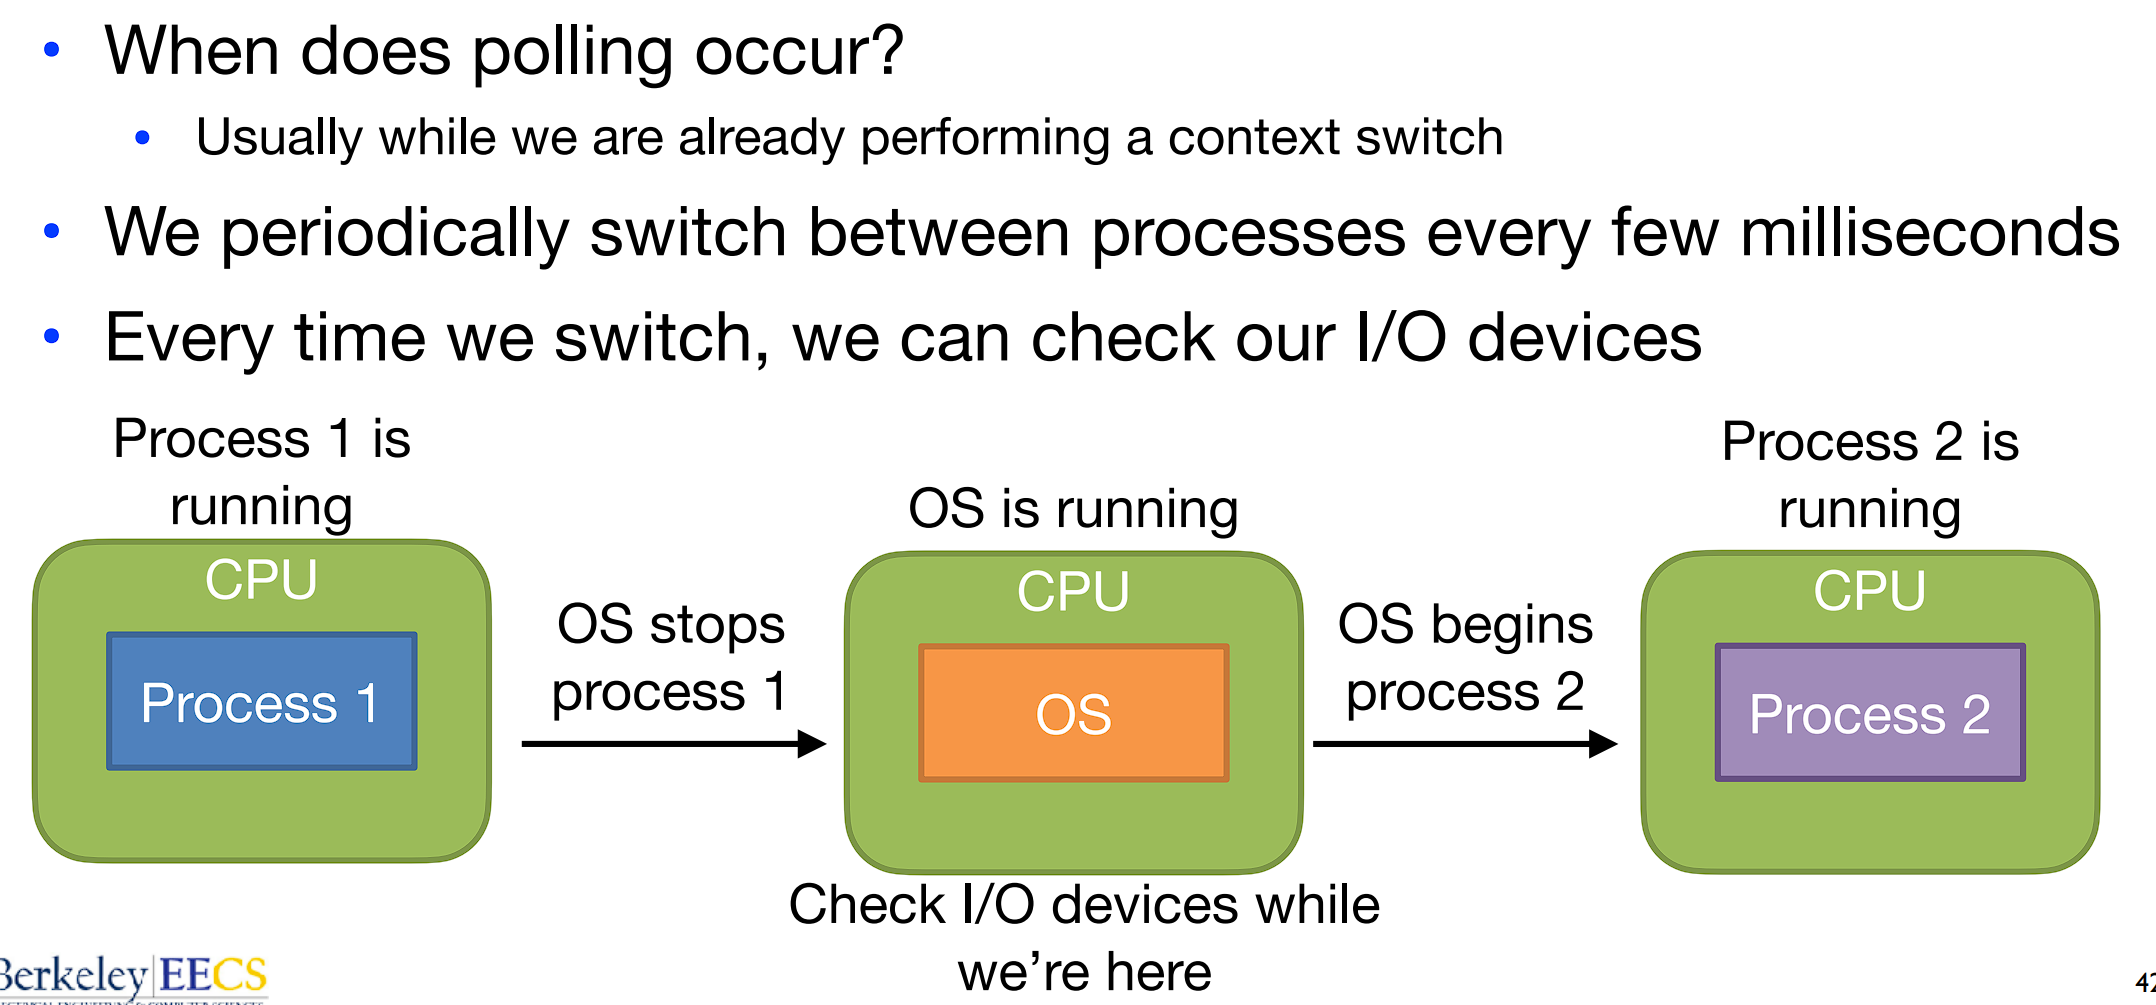 • When does polling occur?
• Usually while we are already performing a context switch
• We periodically switch between processes every few milliseconds
• Every time we switch, we can check our I/O devices
Process 1 is
running
CPU
Process 1
OS stops
process 1
OS is running
CPU
OS
Check I/O devices while
we're here
OS begins
process 2
Process 2 is
running
CPU
Process 2
Berkeley EECS
42